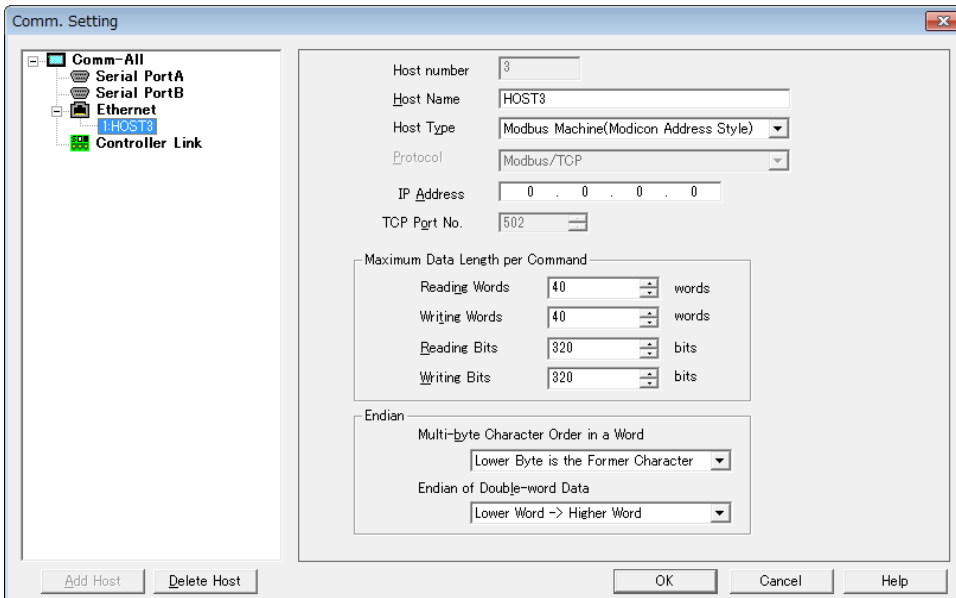 Comm. Setting
Comm-All
Serial PortA
Serial PortB
Ethernet
1:HOST3
Controller Link
Host number 3
Host Name HOST3
Host Type Modbus Machine(Modicon Address Style)
Protocol Modbus/TCP
IP Address 0 . 0 . 0 . 0
TCP Port No. 502
Maximum Data Length per Command
Reading Words 40 words
Writing Words 40 words
Reading Bits 320 bits
Writing Bits 320 bits
Endian
Multi-byte Character Order in a Word
Lower Byte is the Former Character
Endian of Double-word Data
Lower Word -> Higher Word
Add Host Delete Host OK Cancel Help